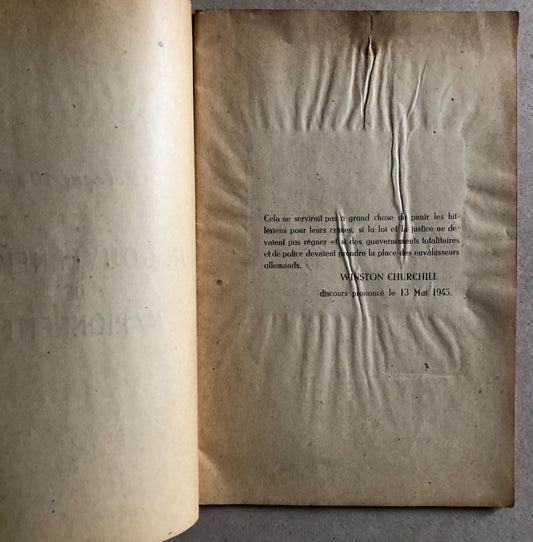 Cela ne servirait pas à grand chose de punir les hit-
lériens pour leurs crimes, si la loi et la justice ne de-
vaient pas régner et si des gouvernements totalitaires
et de police devaient prendre la place des envahisseurs
allemands.
WINSTON CHURCHILL
discours prononcé le 13 Mai 1945.